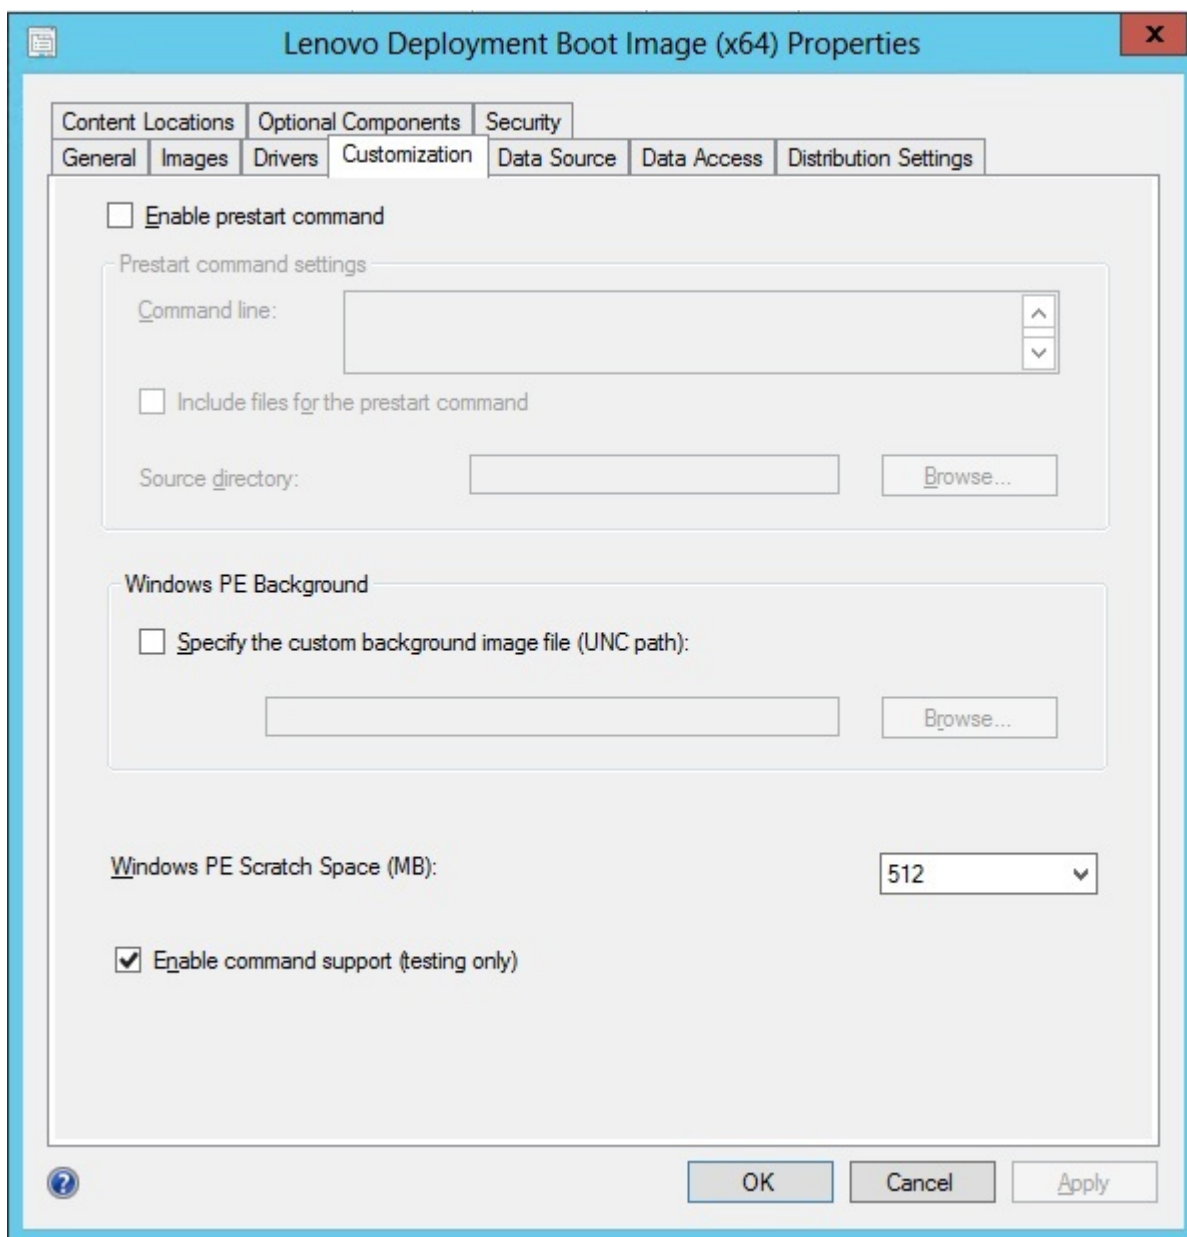 Lenovo Deployment Boot Image (x64) Properties
x
Content Locations Optional Components Security
General Images Drivers Customization Data Source Data Access Distribution Settings
Enable prestart command
Prestart command settings
Command line:
Include files for the prestart command
Source directory: Browse...
Windows PE Background
Specify the custom background image file (UNC path):
Browse...
Windows PE Scratch Space (MB): 512
Enable command support (testing only)
? OK Cancel Apply